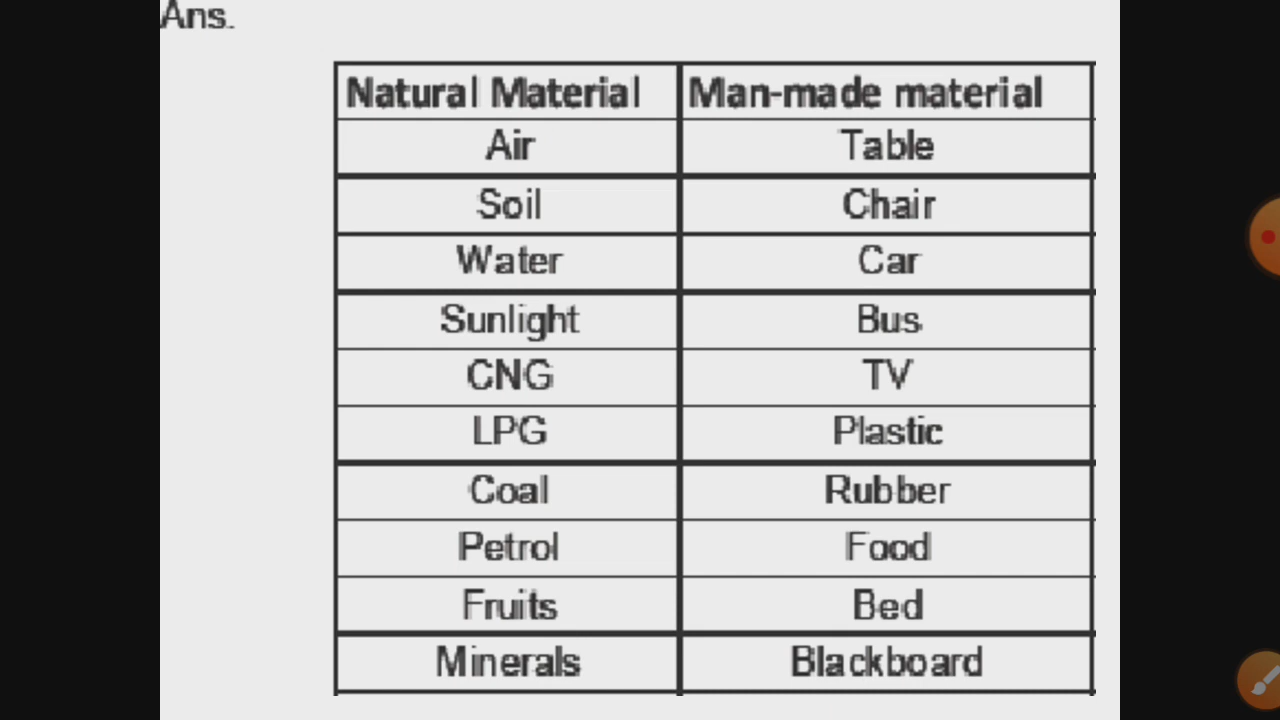 Ans.
Natural Material Man-made material
Air Table
Soil Chair
Water Car
Sunlight Bus
CNG TV
LPG Plastic
Coal Rubber
Petrol Food
Fruits Bed
Minerals Blackboard